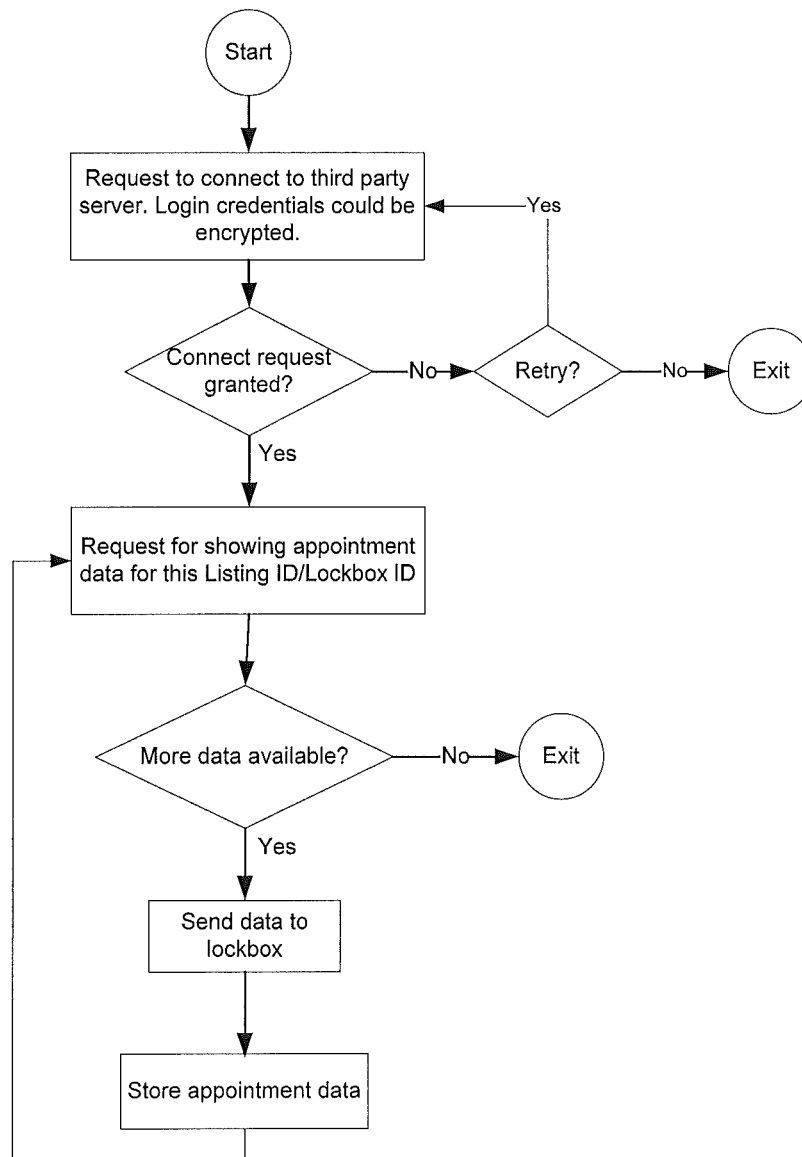 Start
Request to connect to third party
server. Login credentials could be
encrypted.
Yes
Connect request
granted?
No
Retry?
No
Exit
Yes
Request for showing appointment
data for this Listing ID/Lockbox ID
More data available?
No
Exit
Yes
Send data to
lockbox
Store appointment data